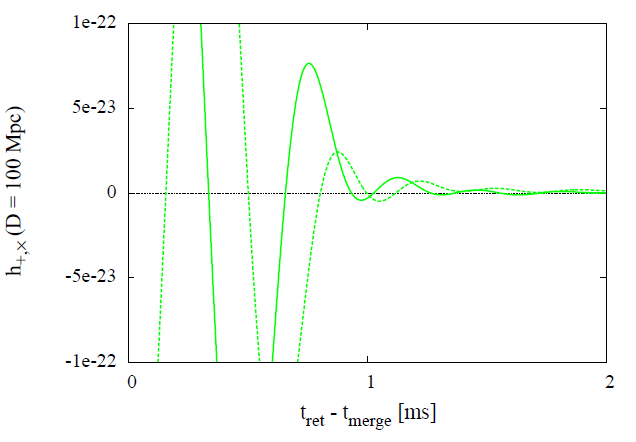 1e-22
5e-23
0
-5e-23
-1e-22
h+,× (D = 100 Mpc)
0 1 2
tret - tmerge [ms]